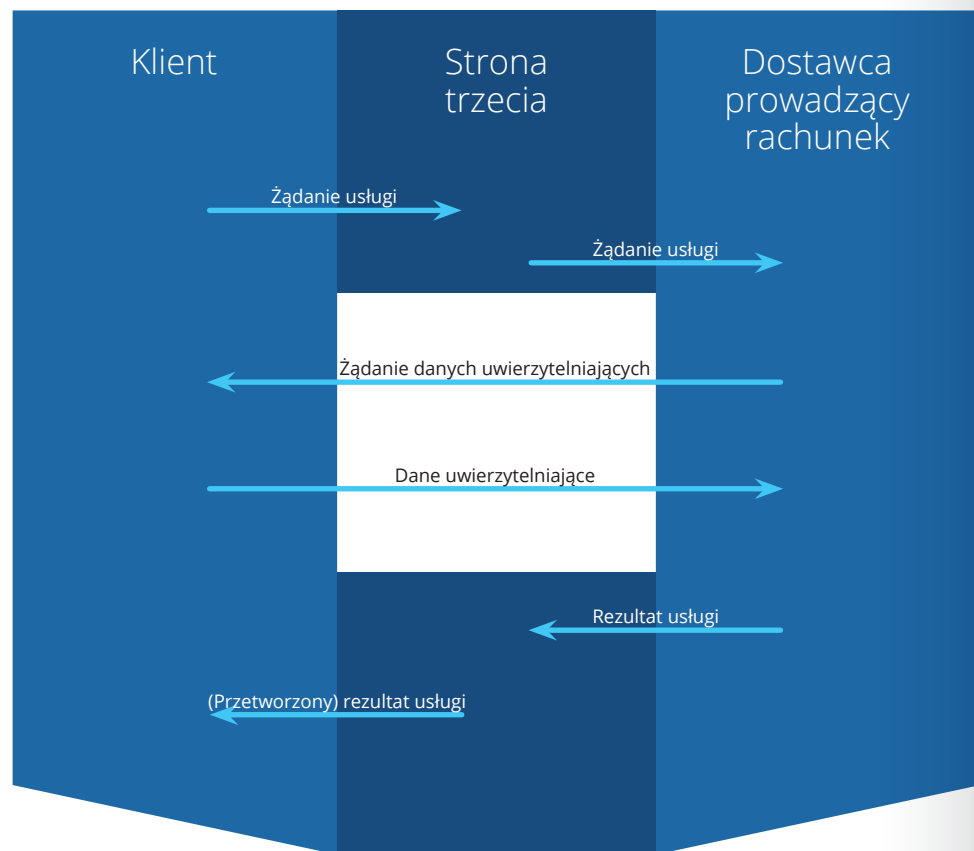 Klient
Strona
trzecia
Dostawca
prowadzący
rachunek
Żądanie usługi
Żądanie usługi
Żądanie danych uwierzytelniających
Dane uwierzytelniające
Rezultat usługi
(Przetworzony) rezultat usługi